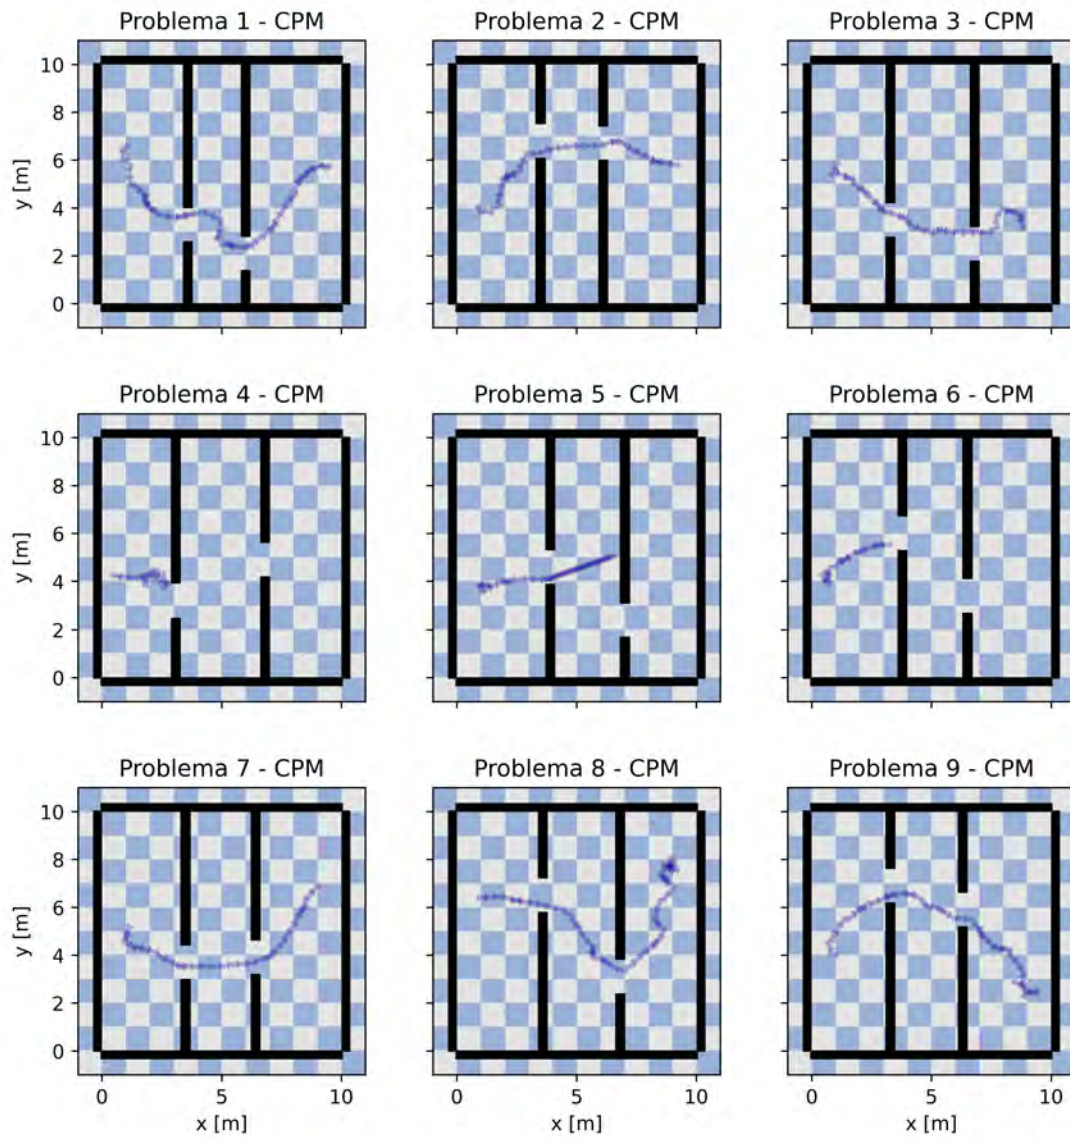 Problema 1 - CPM
Problema 2 - CPM
Problema 3 - CPM
10
8
6
4
2
0
y [m]
Problema 4 - CPM
Problema 5 - CPM
Problema 6 - CPM
10
8
6
4
2
0
y [m]
Problema 7 - CPM
Problema 8 - CPM
Problema 9 - CPM
10
8
6
4
2
0
y [m]
0 5 10
0 5 10
0 5 10
x [m]
x [m]
x [m]